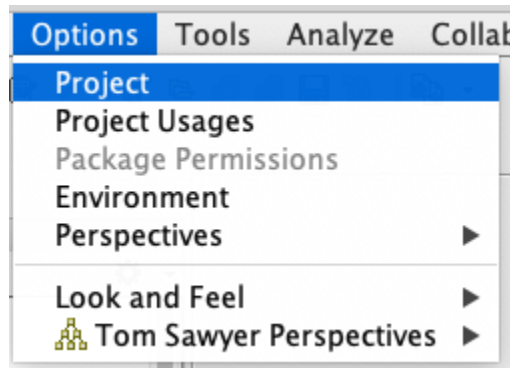 Options Tools Analyze Collab
Project
Project Usages
Package Permissions
Environment
Perspectives
Look and Feel
Tom Sawyer Perspectives